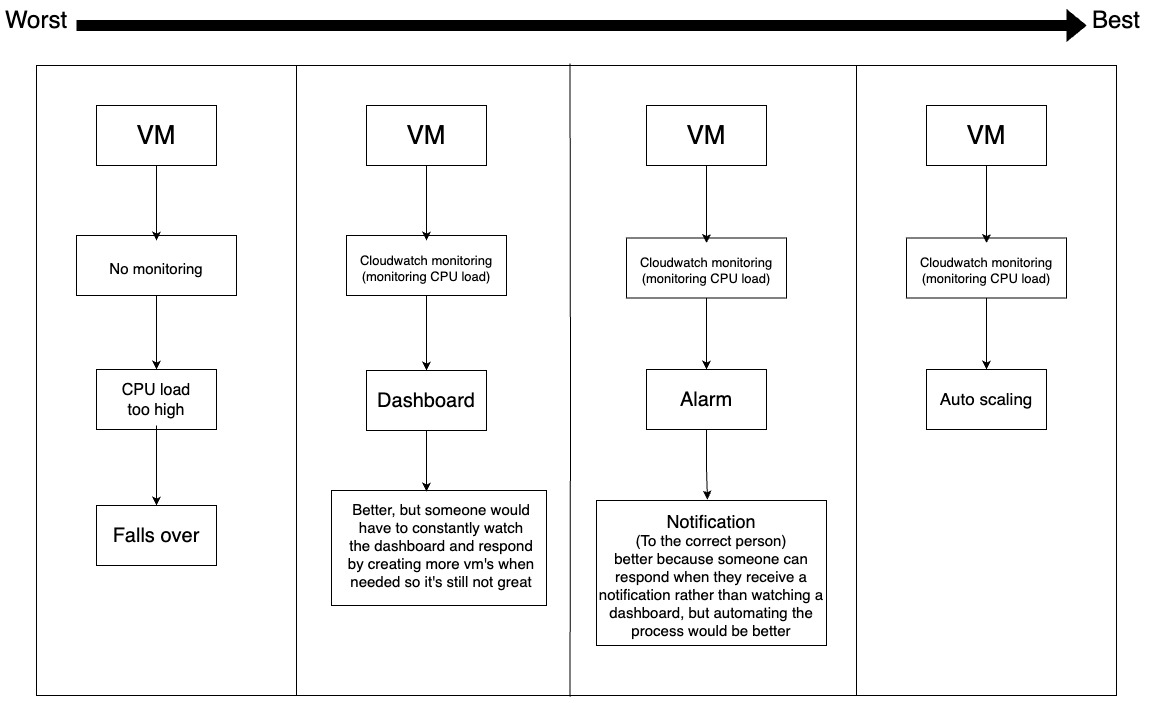 Worst
Best
VM
No monitoring
CPU load
too high
Falls over
VM
Cloudwatch monitoring
(monitoring CPU load)
Dashboard
Better, but someone would
have to constantly watch
the dashboard and respond
by creating more vm's when
needed so it's still not great
VM
Cloudwatch monitoring
(monitoring CPU load)
Alarm
Notification
(To the correct person)
better because someone can
respond when they receive a
notification rather than watching a
dashboard, but automating the
process would be better
VM
Cloudwatch monitoring
(monitoring CPU load)
Auto scaling